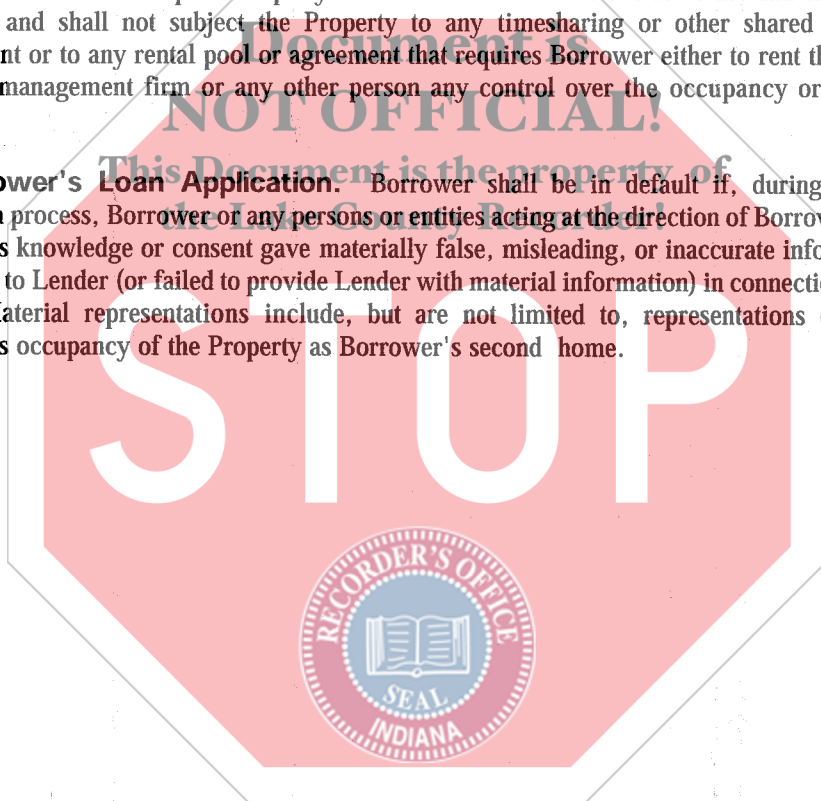 and shall not subject the Property to any timesharing or other shared
Document is
nt or to any rental pool or agreement that requires Borrower either to rent th
management firm or any other person any control over the occupancy or
NOT OFFICIAL!
This Document is the property of
ower's Loan Application. Borrower shall be in default if, during
process, Borrower or any persons or entities acting at the direction of Borrow
the Lake County Recorder!
s knowledge or consent gave materially false, misleading, or inaccurate info
to Lender (or failed to provide Lender with material information) in connecti
aterial representations include, but are not limited to, representations
s occupancy of the Property as Borrower's second home.
STOP
RECORDER'S OFFICE
SEAL
INDIANA